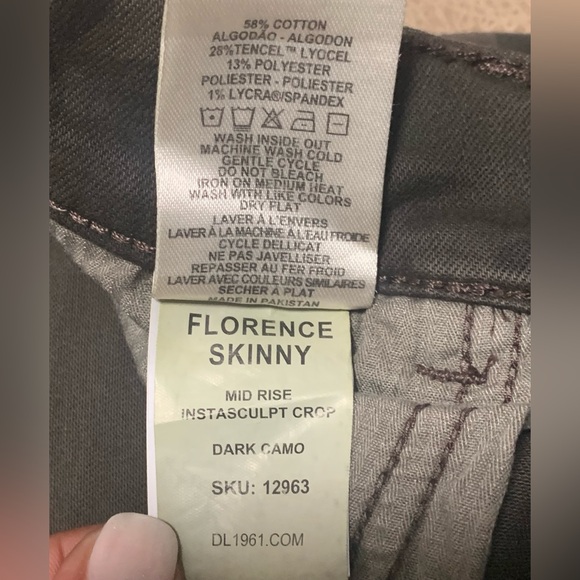 58% COTTON
ALGODÃO - ALGODON
28%TENCEL™ LYOCEL
13% POLYESTER
POLIESTER - POLIESTER
1% LYCRA®/SPANDEX
WASH INSIDE OUT
MACHINE WASH COLD
GENTLE CYCLE
DO NOT BLEACH
IRON ON MEDIUM HEAT
WASH WITH LIKE COLORS
DRY FLAT
LAVER À L'ENVERS
LAVER À LA MACHINE A L'EAU FROIDE
CYCLE DELLICAT
NE PAS JAVELLISER
REPASSER AU FER FROID
LAVER AVEC COULEURS SIMILAIRES
SECHER À PLAT
MADE IN PAKISTAN
FLORENCE
SKINNY
MID RISE
INSTASCULPT CROP
DARK CAMO
SKU: 12963
DL1961.COM